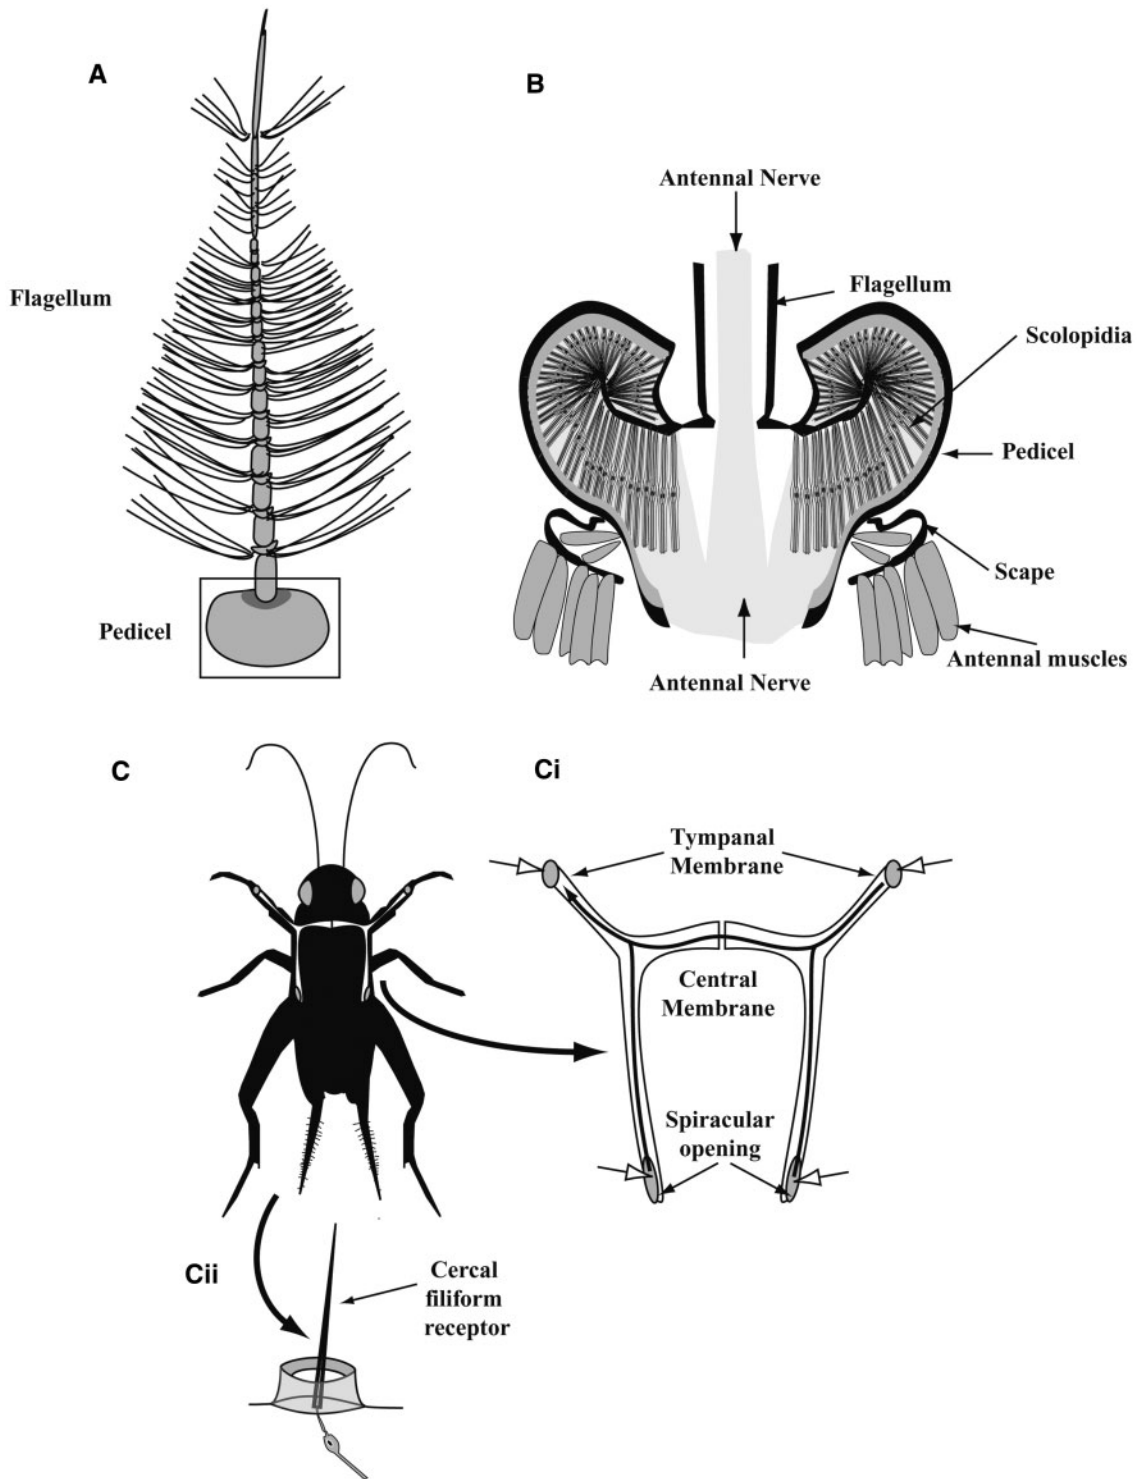 A
B
Antennal Nerve
Flagellum
Flagellum
Scolopidia
Pedicel
Scape
Pedicel
Antennal muscles
Antennal Nerve
C
Ci
Tympanal
Membrane
Central
Membrane
Spiracular
opening
Cii
Cercal
filiform
receptor